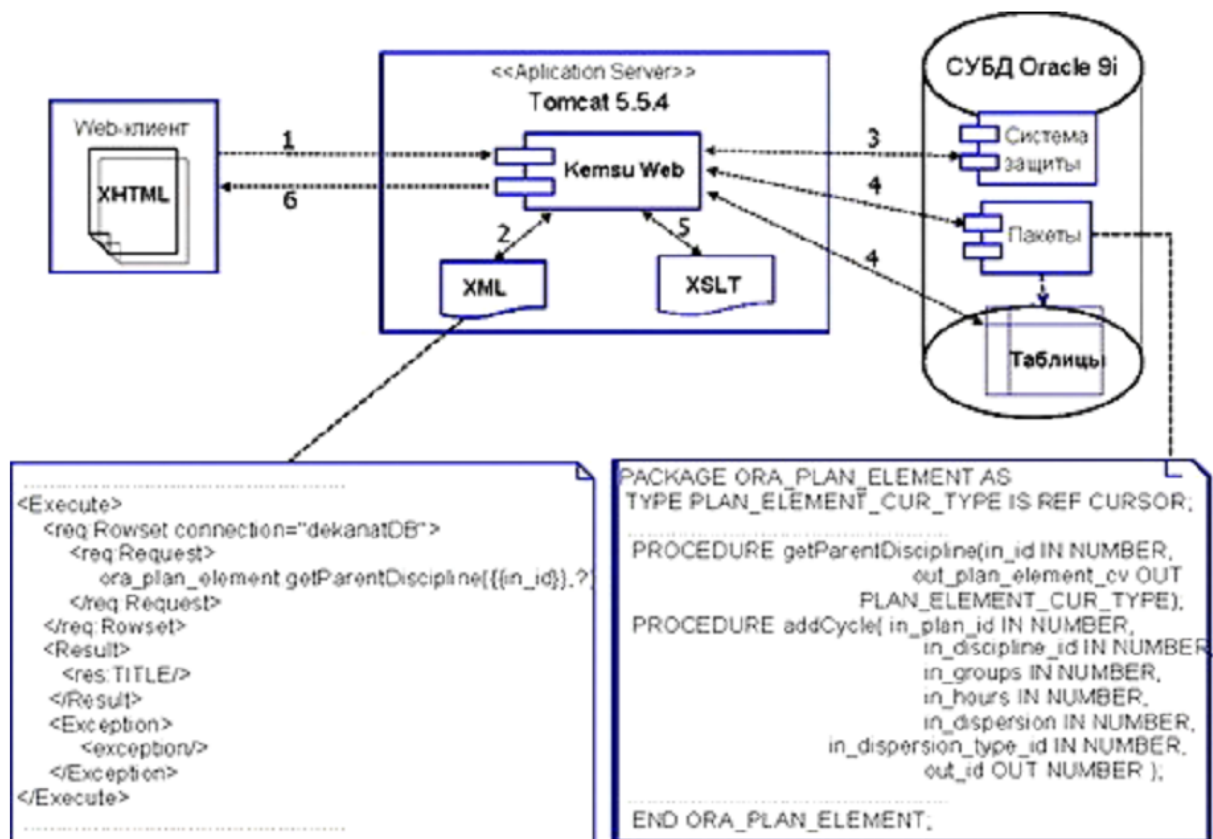 Web-клиент
XHTML
1
6
<<Aplication Server>>
Tomcat 5.5.4
Kemsu Web
2
5
XML
XSLT
3
4
4
СУБД Oracle 9i
Система
защиты
Пакеты
Таблицы
<Execute>
<req:Rowset connection="dekanatDB">
<req:Request>
ora_plan_element.getParentDiscipline({{in_id}},?)
</req:Request>
</req:Rowset>
<Result>
<res:TITLE/>
</Result>
<Exception>
<exception/>
</Exception>
</Execute>
PACKAGE ORA_PLAN_ELEMENT AS
TYPE PLAN_ELEMENT_CUR_TYPE IS REF CURSOR;
PROCEDURE getParentDiscipline(in_id IN NUMBER,
out_plan_element_cv OUT
PLAN_ELEMENT_CUR_TYPE);
PROCEDURE addCycle( in_plan_id IN NUMBER,
in_discipline_id IN NUMBER
in_groups IN NUMBER,
in_hours IN NUMBER,
in_dispersion IN NUMBER,
in_dispersion_type_id IN NUMBER,
out_id OUT NUMBER );
END ORA_PLAN_ELEMENT;